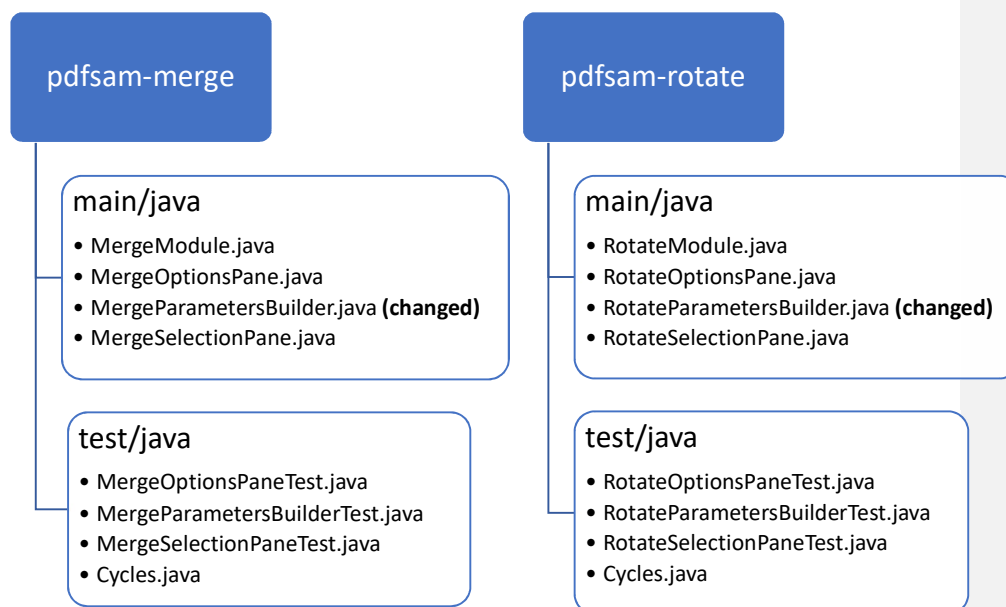 pdfsam-merge
main/java
• MergeModule.java
• MergeOptionsPane.java
• MergeParametersBuilder.java (changed)
• MergeSelectionPane.java
test/java
• MergeOptionsPaneTest.java
• MergeParametersBuilderTest.java
• MergeSelectionPaneTest.java
• Cycles.java
pdfsam-rotate
main/java
• RotateModule.java
• RotateOptionsPane.java
• RotateParametersBuilder.java (changed)
• RotateSelectionPane.java
test/java
• RotateOptionsPaneTest.java
• RotateParametersBuilderTest.java
• RotateSelectionPaneTest.java
• Cycles.java